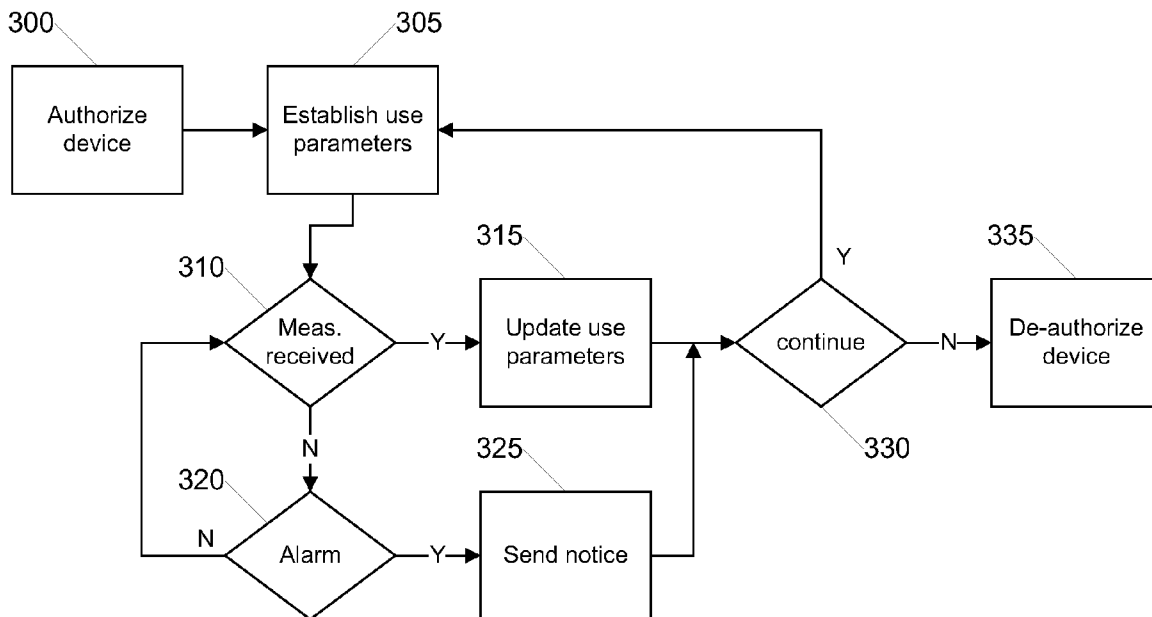 300
305
Authorize
device
Establish use
parameters
310
315
335
Y
Meas.
received
Y
Update use
parameters
continue
N
De-authorize
device
N
325
330
320
N
Alarm
Y
Send notice